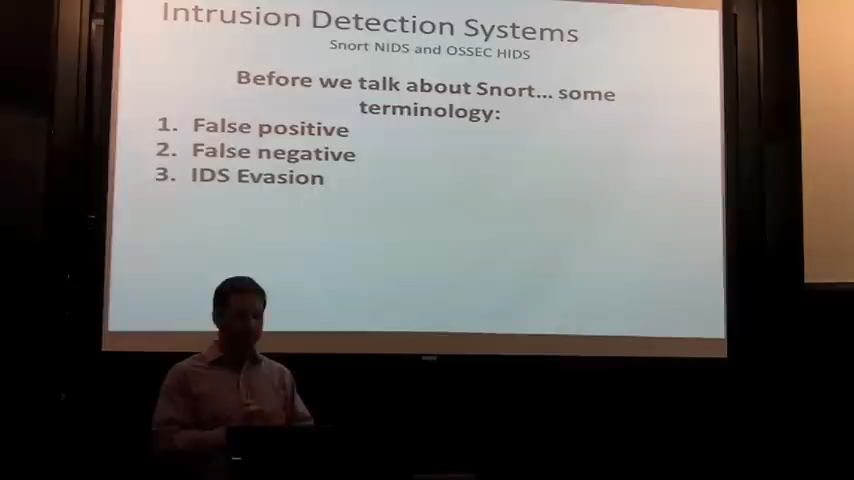 Intrusion Detection Systems
Snort NIDS and OSSEC HIDS
Before we talk about Snort... some
terminology:
1. False positive
2. False negative
3. IDS Evasion